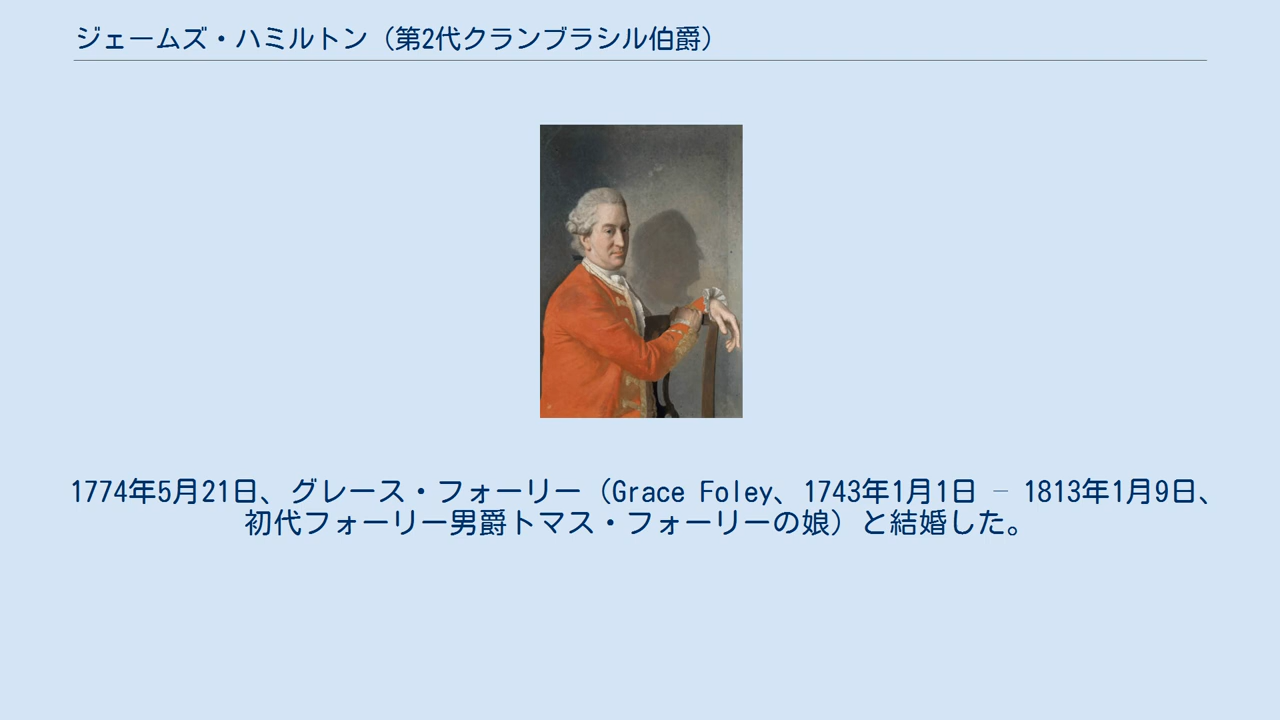 ジェームズ・ハミルトン（第2代クランブラシル伯爵）
1774年5月21日、グレース・フォーリー（Grace Foley、1743年1月1日 – 1813年1月9日、
初代フォーリー男爵トマス・フォーリーの娘）と結婚した。